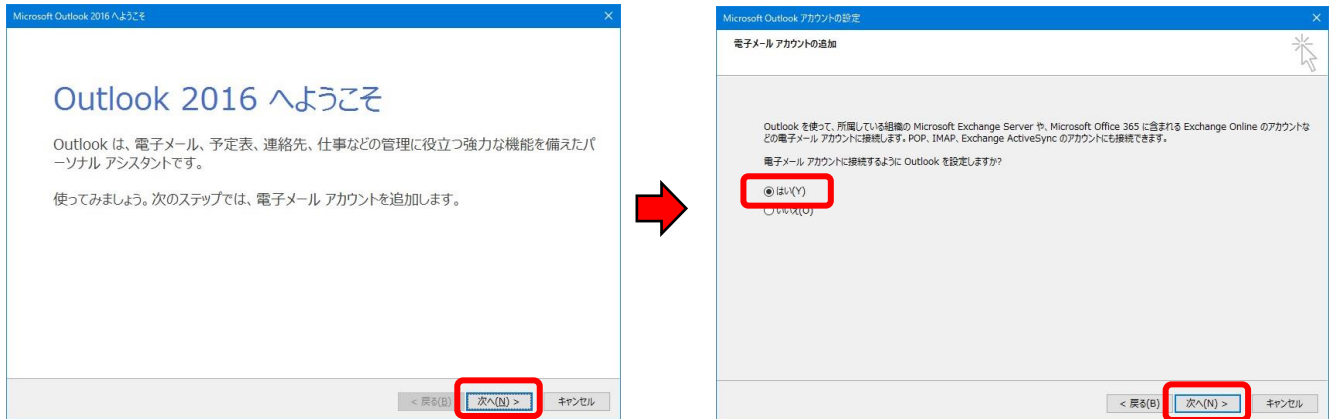 Microsoft Outlook 2016 へようこそ
Outlook 2016 へようこそ
Outlook は、電子メール、予定表、連絡先、仕事などの管理に役立つ強力な機能を備えたパ
ーソナル アシスタントです。
使ってみましょう。次のステップでは、電子メール アカウントを追加します。
< 戻る(B)
次へ(N) >
キャンセル
Microsoft Outlook アカウントの設定
電子メール アカウントの追加
Outlook を使って、所属している組織の Microsoft Exchange Server や、Microsoft Office 365 に含まれる Exchange Online のアカウントな
どの電子メール アカウントに接続します。POP、IMAP、Exchange ActiveSync のアカウントにも接続できます。
電子メール アカウントに接続するように Outlook を設定しますか?
はい(Y)
いいえ(O)
< 戻る(B)
次へ(N) >
キャンセル